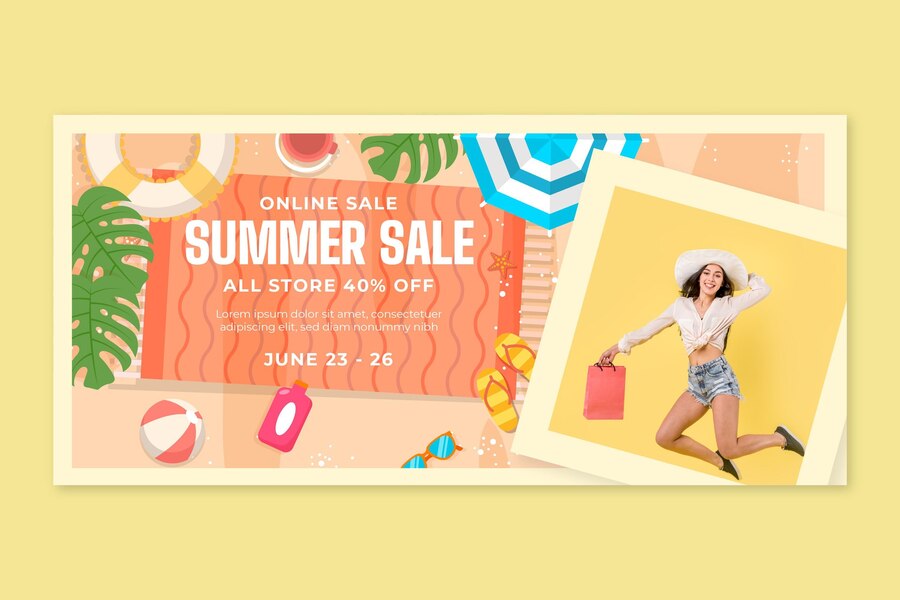 ONLINE SALE
SUMMER SALE
ALL STORE 40% OFF
Lorem ipsum dolor sit amet, consectetuer
adipiscing elit, sed diam nonummy nibh
JUNE 23 - 26